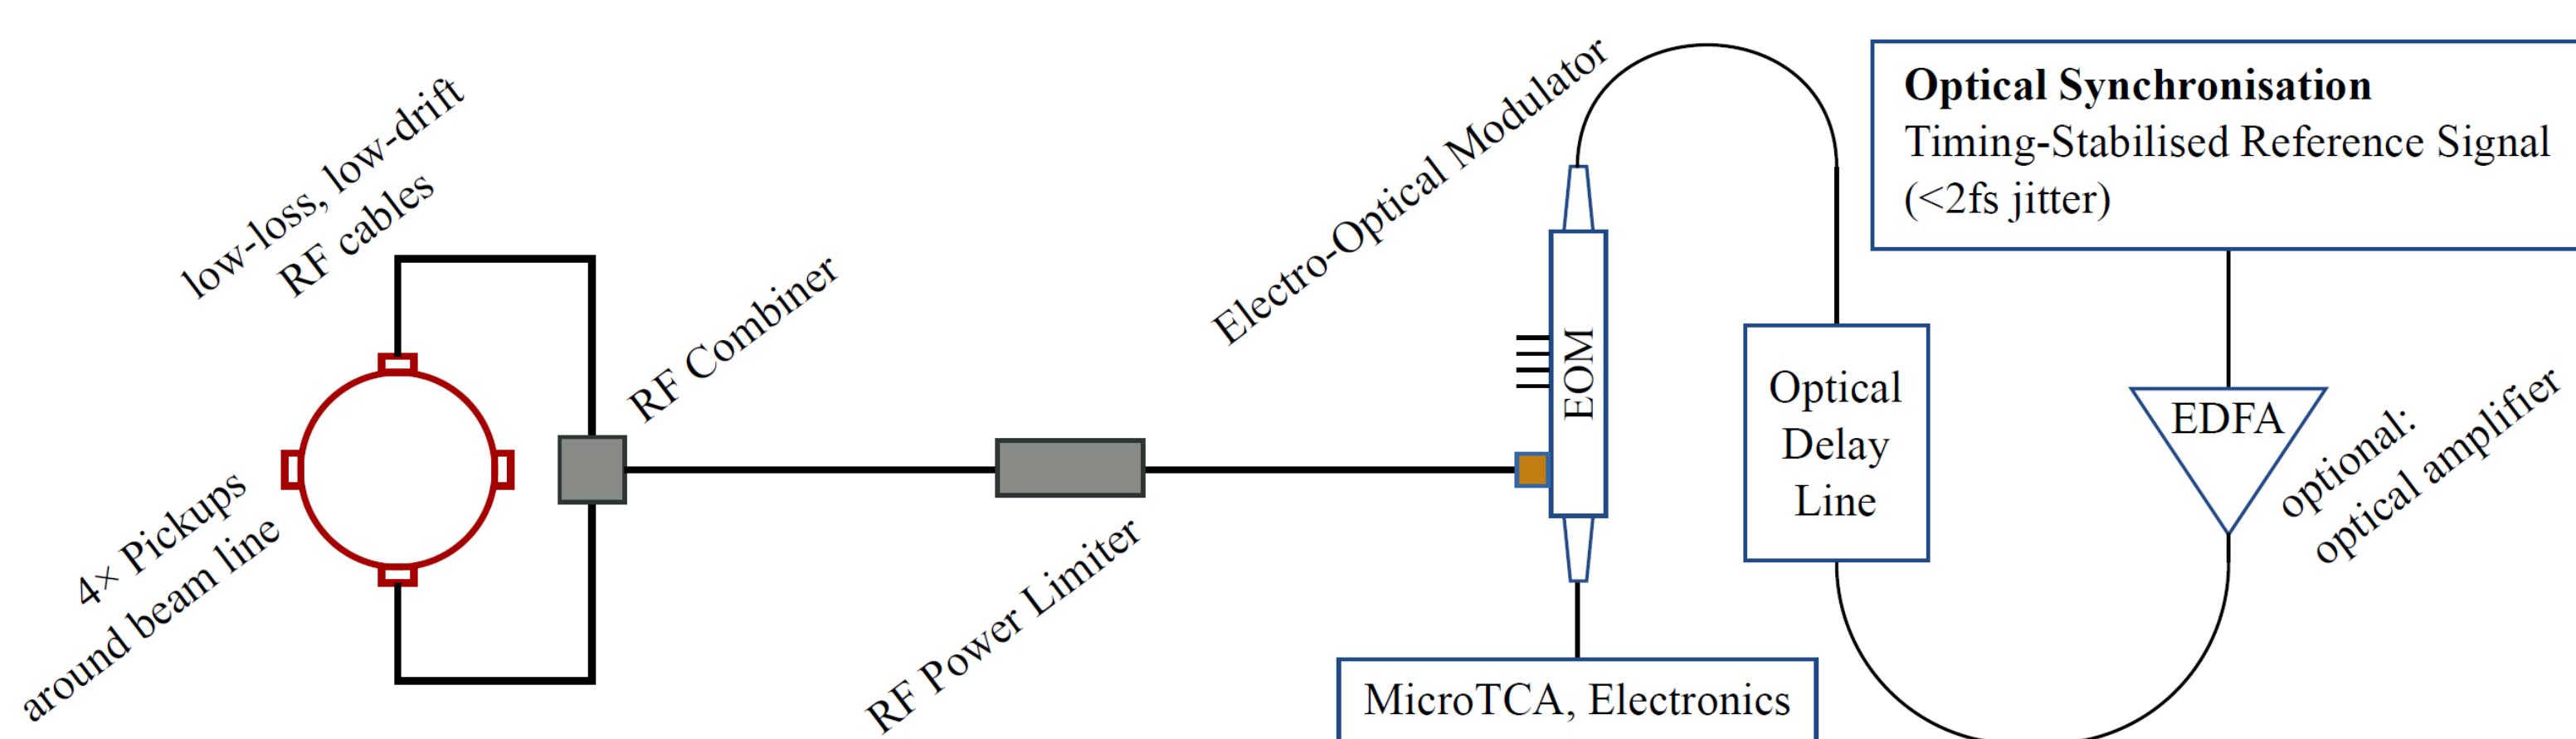 low-loss, low-drift
RF cables
4× Pickups
around beam line
RF Combiner
RF Power Limiter
Electro-Optical Modulator
EOM
MicroTCA, Electronics
Optical
Delay
Line
Optical Synchronisation
Timing-Stabilised Reference Signal
(<2fs jitter)
EDFA
optional:
optical amplifier